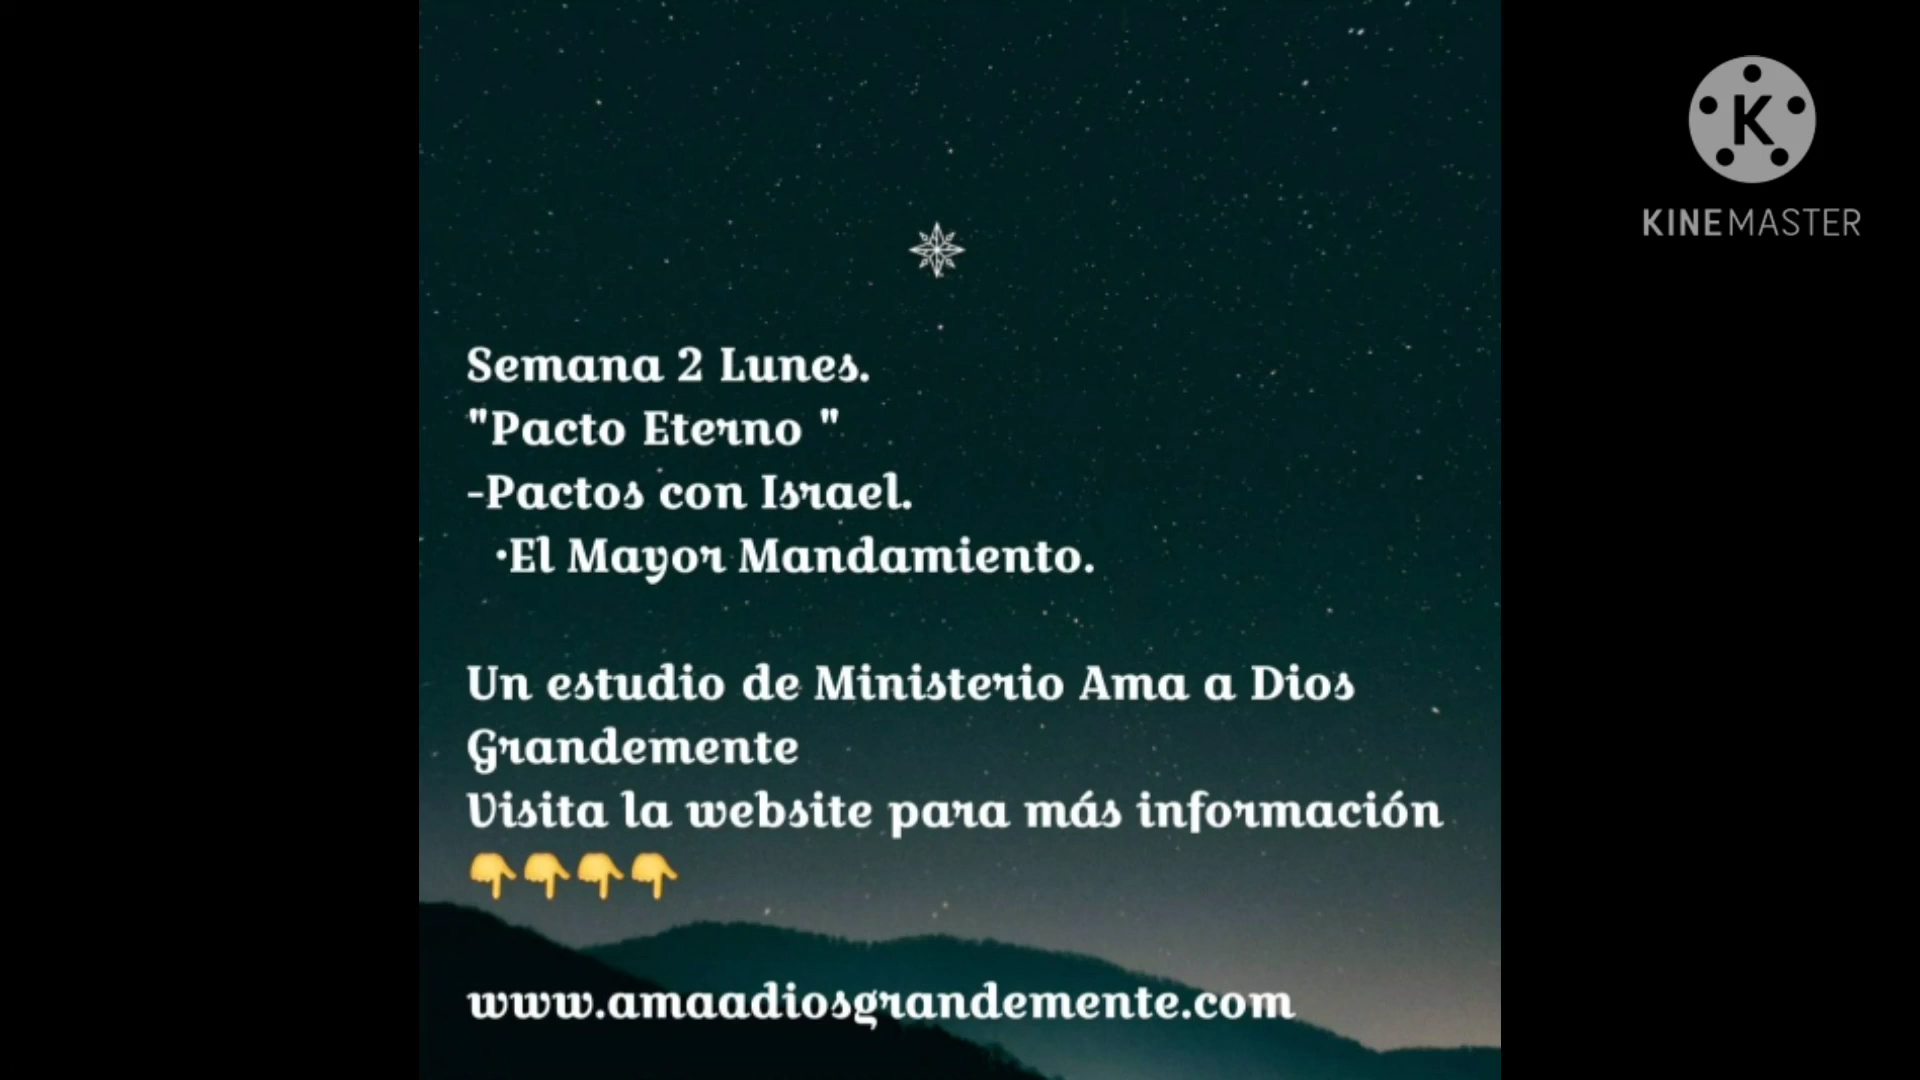 K
KINEMASTER
Semana 2 Lunes.
"Pacto Eterno "
-Pactos con Israel.
•El Mayor Mandamiento.
Un estudio de Ministerio Ama a Dios
Grandemente
Visita la website para más información
👇👇👇👇
www.amaadiosgrandemente.com